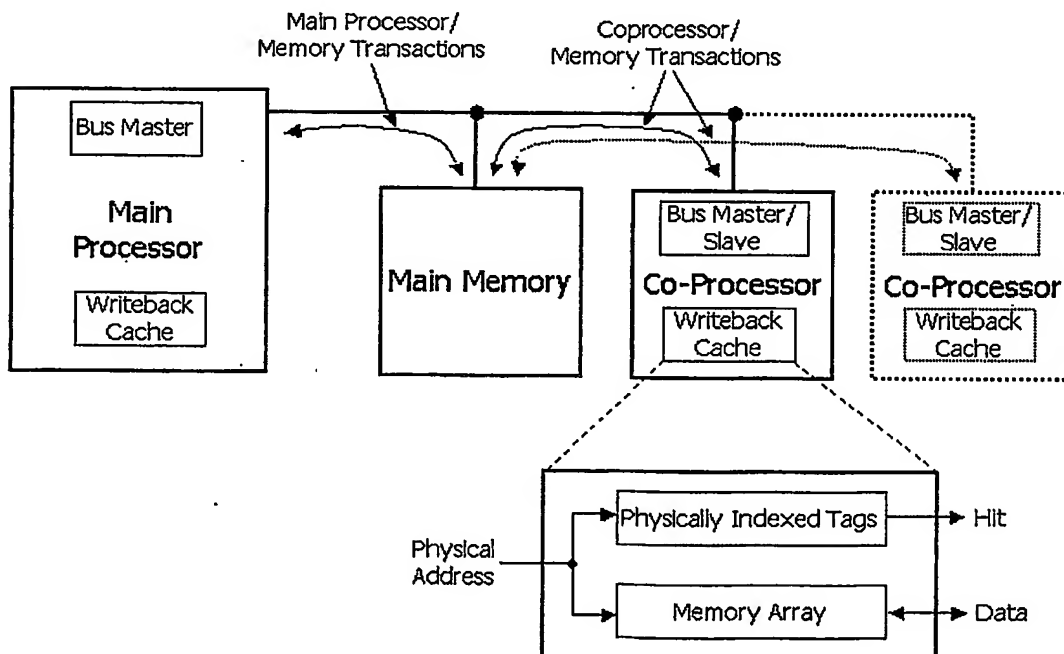 Main Processor/
Memory Transactions
Coprocessor/
Memory Transactions
Bus Master
Main
Processor
Writeback
Cache
Main Memory
Bus Master/
Slave
Co-Processor
Writeback
Cache
Bus Master/
Slave
Co-Processor
Writeback
Cache
Physical
Address
Physically Indexed Tags
Hit
Memory Array
Data